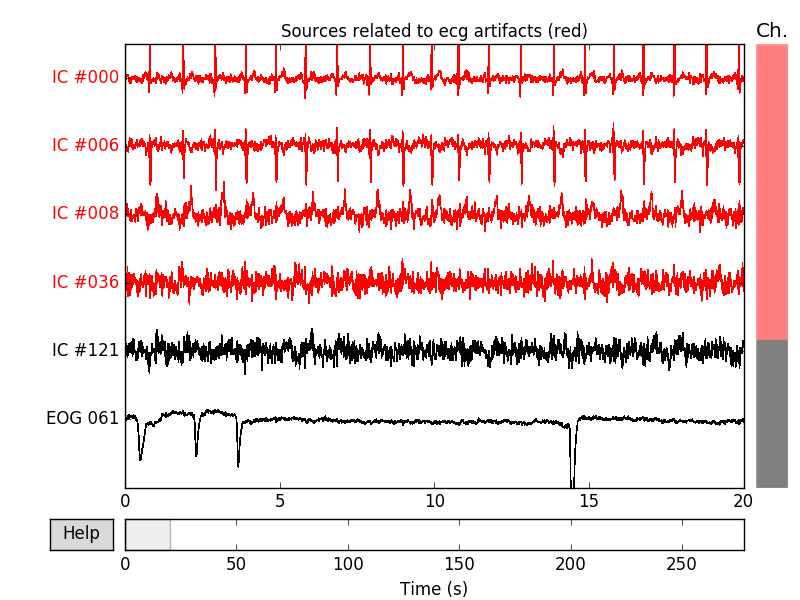 Sources related to ecg artifacts (red)
Ch.
IC #000
IC #006
IC #008
IC #036
IC #121
EOG 061
0 5 10 15 20
Help
0 50 100 150 200 250
Time (s)